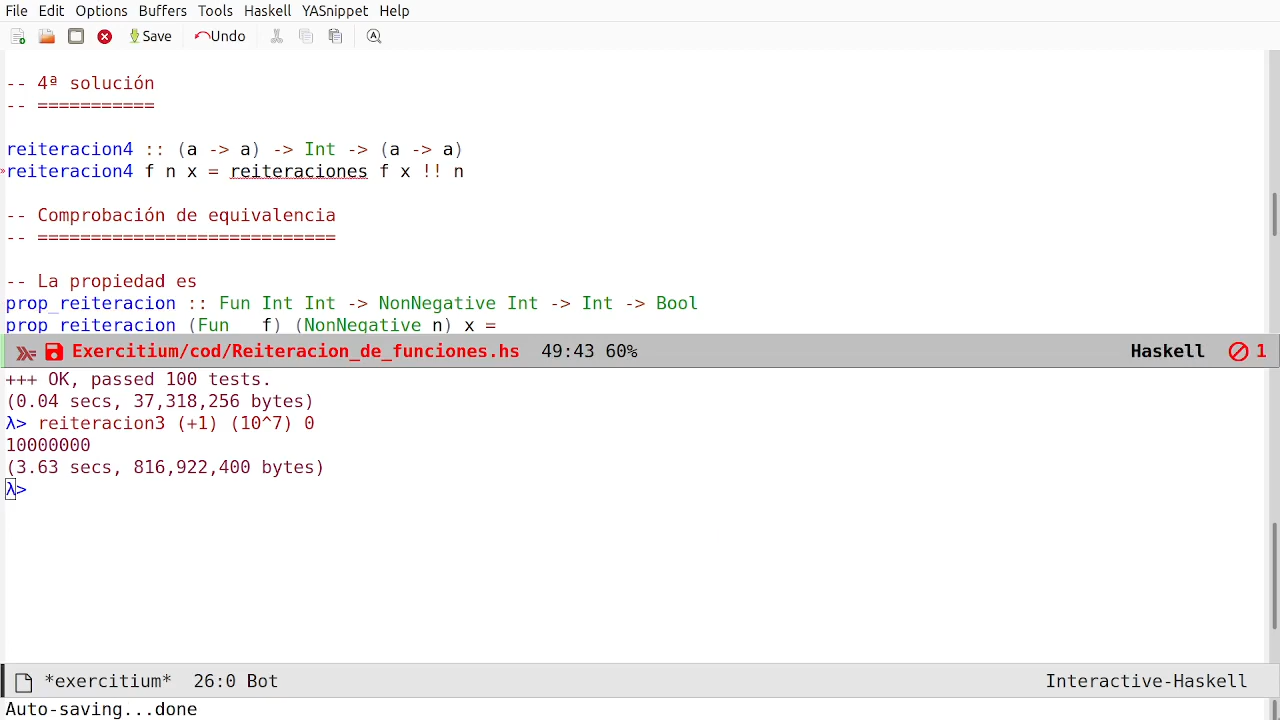 File Edit Options Buffers Tools Haskell YASnippet Help
Save Undo
-- 4ª solución
-- ===========
reiteracion4 :: (a -> a) -> Int -> (a -> a)
reiteracion4 f n x = reiteraciones f x !! n
-- Comprobación de equivalencia
-- ============================
-- La propiedad es
prop_reiteracion :: Fun Int Int -> NonNegative Int -> Int -> Bool
prop_reiteracion (Fun _ f) (NonNegative n) x =
Exercitium/cod/Reiteracion_de_funciones.hs 49:43 60% Haskell 1
+++ OK, passed 100 tests.
(0.04 secs, 37,318,256 bytes)
λ> reiteracion3 (+1) (10^7) 0
10000000
(3.63 secs, 816,922,400 bytes)
λ>
*exercitium* 26:0 Bot Interactive-Haskell
Auto-saving...done